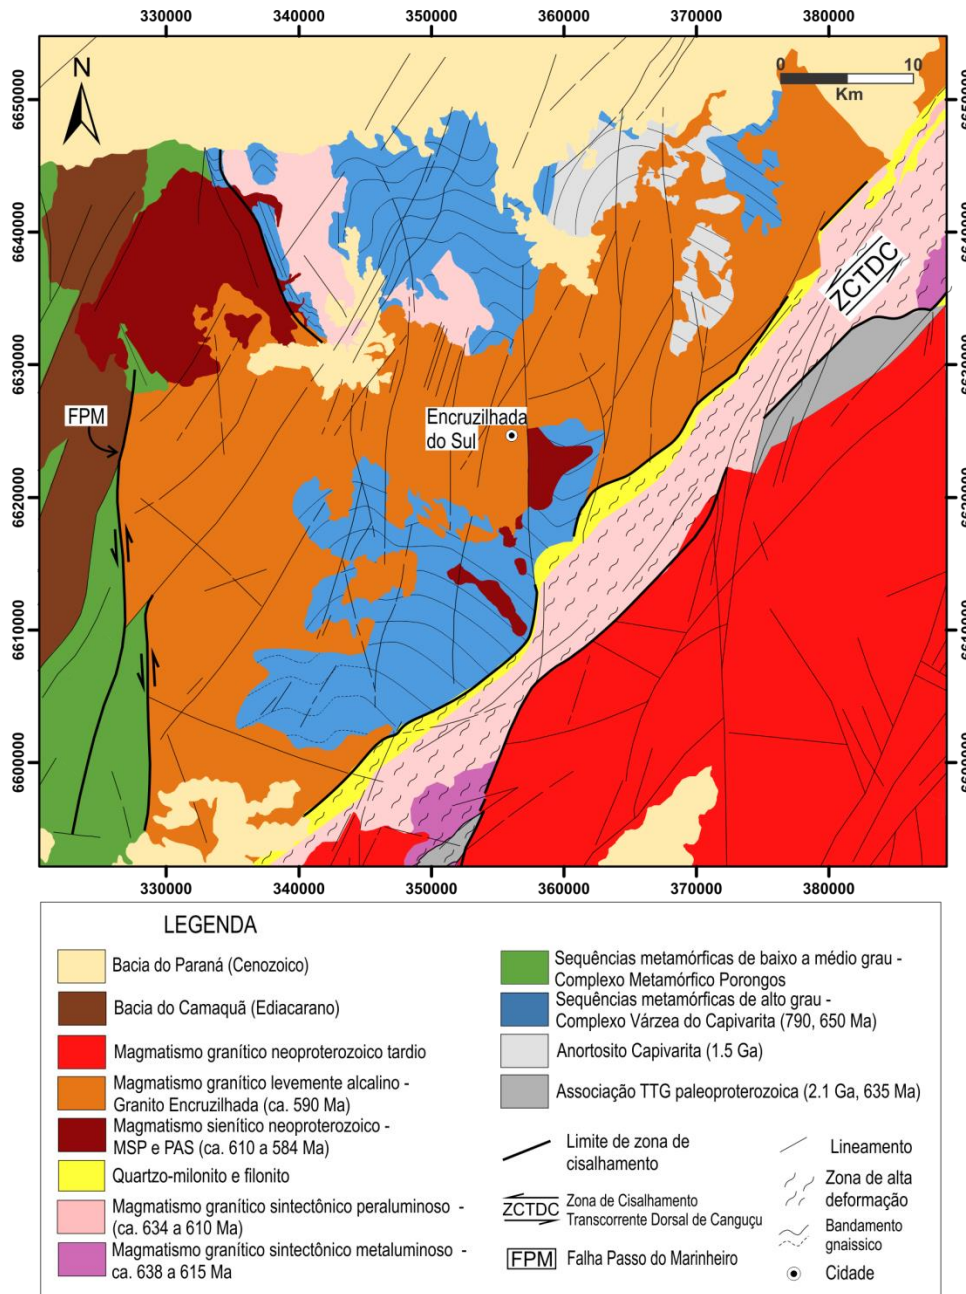 330000 340000 350000 360000 370000 380000
N
0 10
Km
6650000
6640000
6630000
6620000
6610000
6600000
6650000
6640000
6630000
6620000
6610000
6600000
ZCTDC
FPM
Encruzilhada
do Sul
330000 340000 350000 360000 370000 380000
LEGENDA
Bacia do Paraná (Cenozoico)
Bacia do Camaquã (Ediacarano)
Magmatismo granítico neoproterozoico tardio
Magmatismo granítico levemente alcalino -
Granito Encruzilhada (ca. 590 Ma)
Magmatismo sienítico neoproterozoico -
MSP e PAS (ca. 610 a 584 Ma)
Quartzo-milonito e filonito
Magmatismo granítico sintectônico peraluminoso -
(ca. 634 a 610 Ma)
Magmatismo granítico sintectônico metaluminoso -
ca. 638 a 615 Ma
Sequências metamórficas de baixo a médio grau -
Complexo Metamórfico Porongos
Sequências metamórficas de alto grau -
Complexo Várzea do Capivarita (790, 650 Ma)
Anortosito Capivarita (1.5 Ga)
Associação TTG paleoproterozoica (2.1 Ga, 635 Ma)
Limite de zona de
cisalhamento
ZCTDC Zona de Cisalhamento
Transcorrente Dorsal de Canguçu
FPM Falha Passo do Marinheiro
Lineamento
Zona de alta
deformação
Bandamento
gnaissico
Cidade